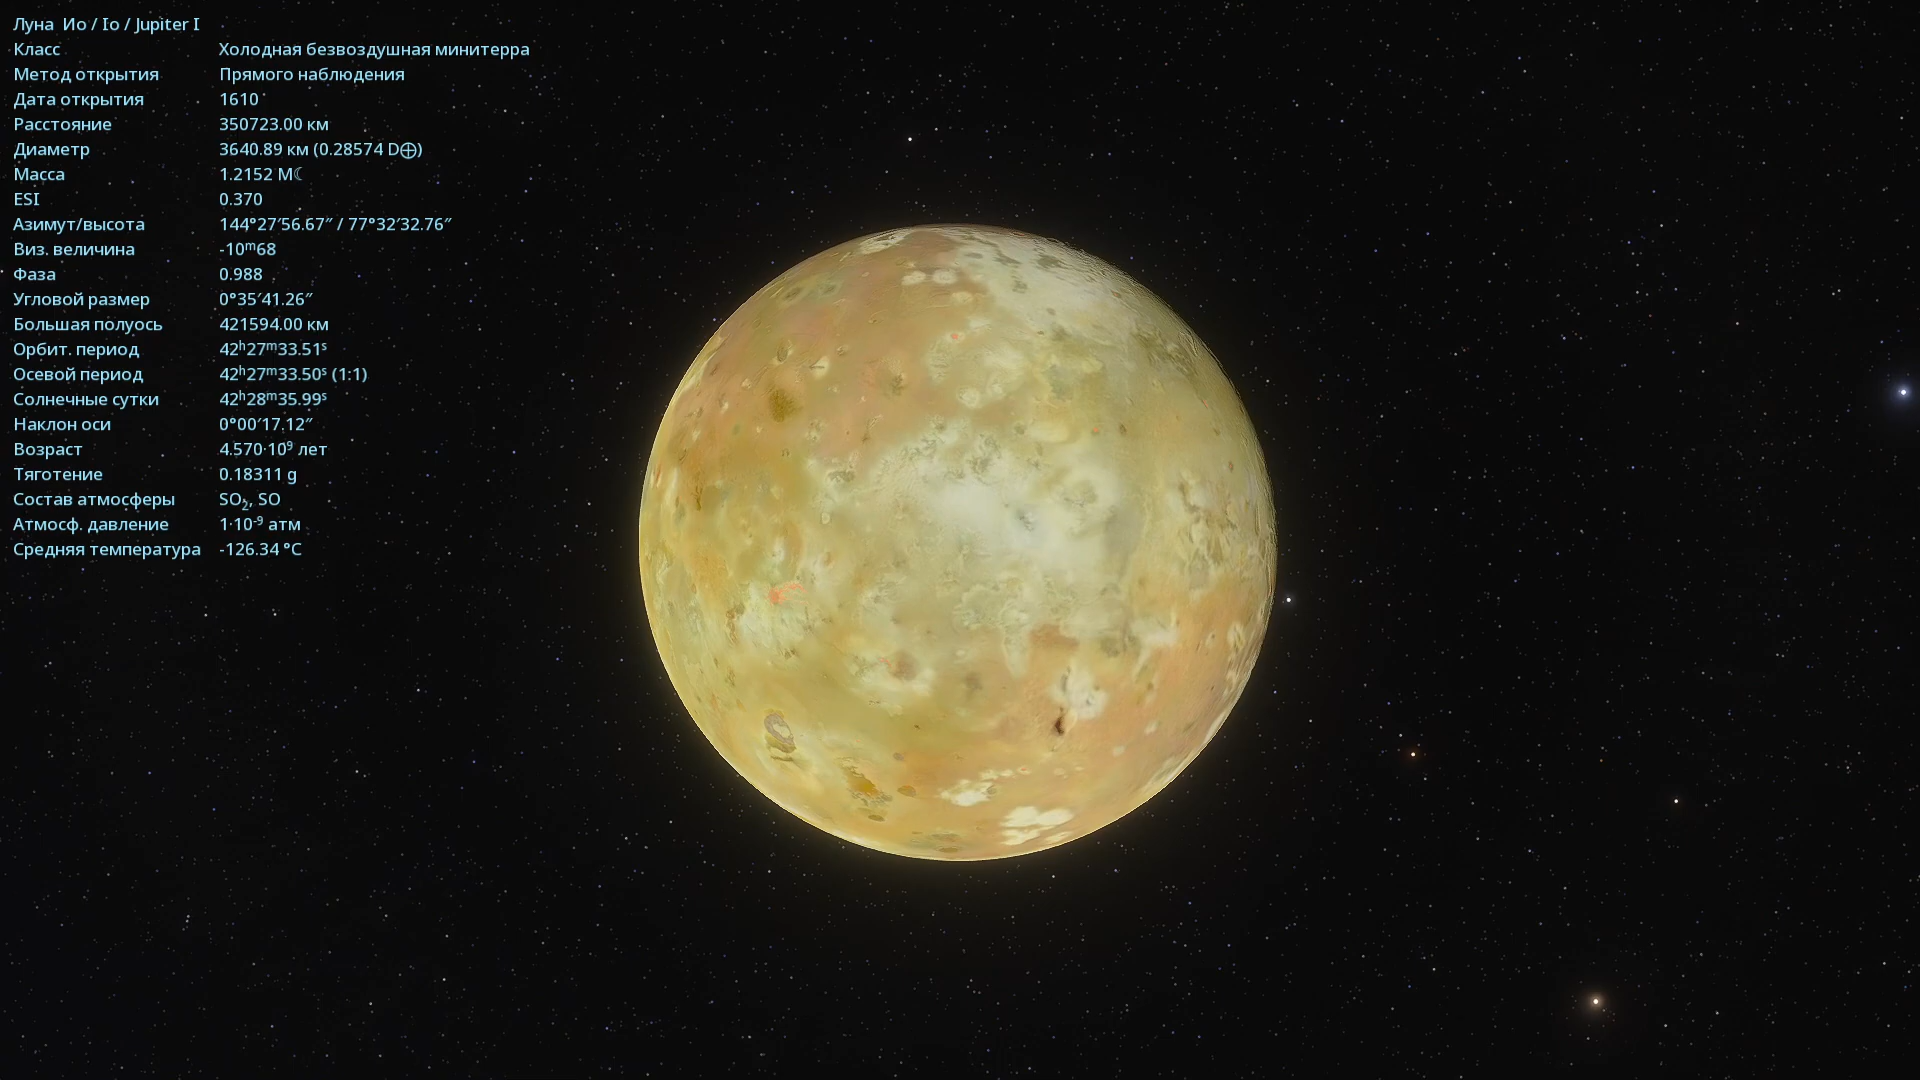 Луна Ио / Io / Jupiter I
Класс Холодная безвоздушная минитерра
Метод открытия Прямого наблюдения
Дата открытия 1610
Расстояние 350723.00 км
Диаметр 3640.89 км (0.28574 D⊕)
Масса 1.2152 M☾
ESI 0.370
Азимут/высота 144°27′56.67″ / 77°32′32.76″
Виз. величина -10ᵐ68
Фаза 0.988
Угловой размер 0°35′41.26″
Большая полуось 421594.00 км
Орбит. период 42ʰ27ᵐ33.51ˢ
Осевой период 42ʰ27ᵐ33.50ˢ (1:1)
Солнечные сутки 42ʰ28ᵐ35.99ˢ
Наклон оси 0°00′17.12″
Возраст 4.570·10⁹ лет
Тяготение 0.18311 g
Состав атмосферы SO₂, SO
Атмосф. давление 1·10⁻⁹ атм
Средняя температура -126.34 °C